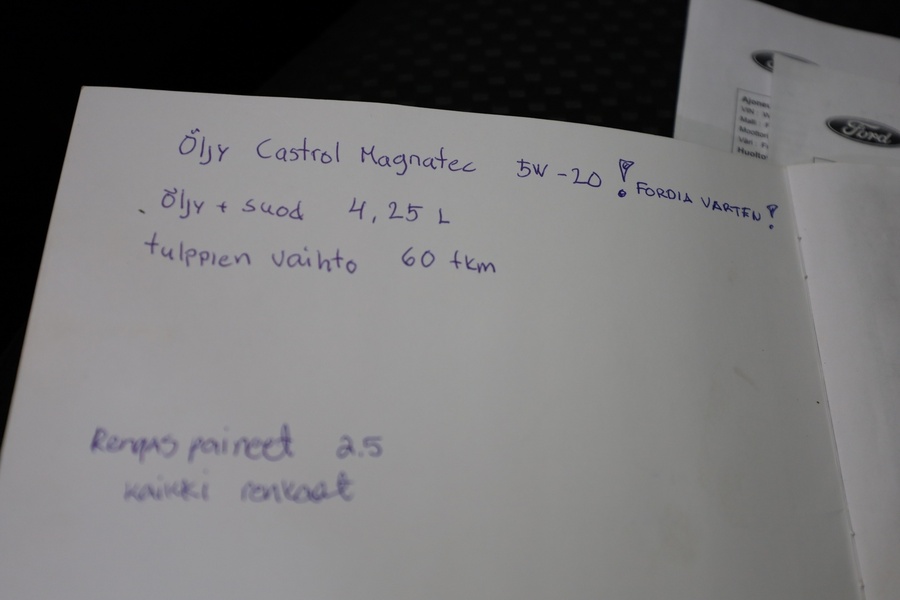 Öljy Castrol Magnatec 5W-20 ! FORDIA VARTEN!
Öljy + suod 4,25 L
tulppien vaihto 60 tkm
Rengas paineet 2.5
kaikki renkaat
Ford